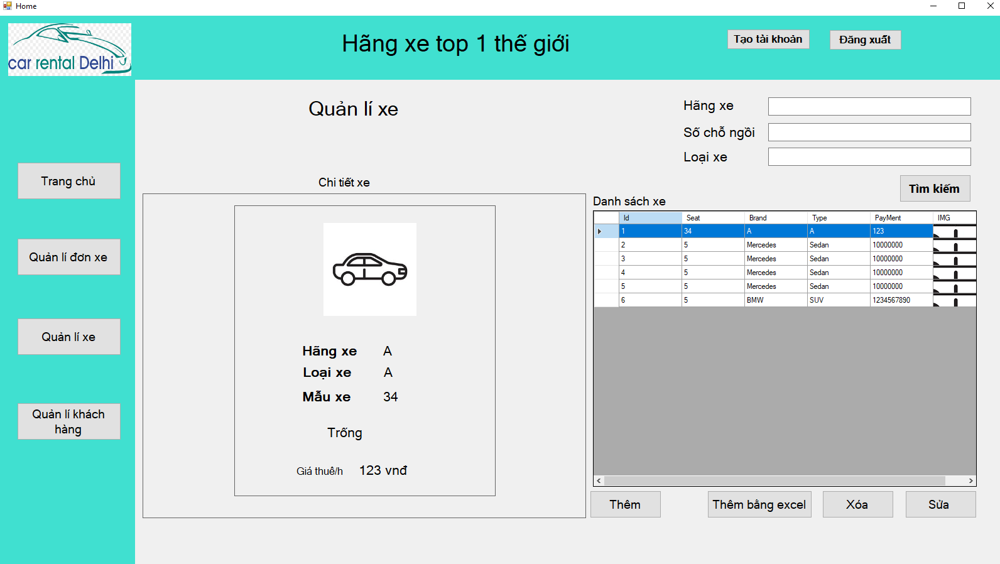 Home
car rental Delhi
Hãng xe top 1 thế giới
Tạo tài khoản
Đăng xuất
Trang chủ
Quản lí đơn xe
Quản lí xe
Quản lí khách
hàng
Quản lí xe
Hãng xe
Số chỗ ngồi
Loại xe
Tìm kiếm
Chi tiết xe
Hãng xe A
Loại xe A
Mẫu xe 34
Trống
Giá thuê/h 123 vnđ
Danh sách xe
Id Seat Brand Type PayMent IMG
1 34 A A 123
2 5 Mercedes Sedan 10000000
3 5 Mercedes Sedan 10000000
4 5 Mercedes Sedan 10000000
5 5 Mercedes Sedan 10000000
6 5 BMW SUV 1234567890
Thêm
Thêm bằng excel
Xóa
Sửa